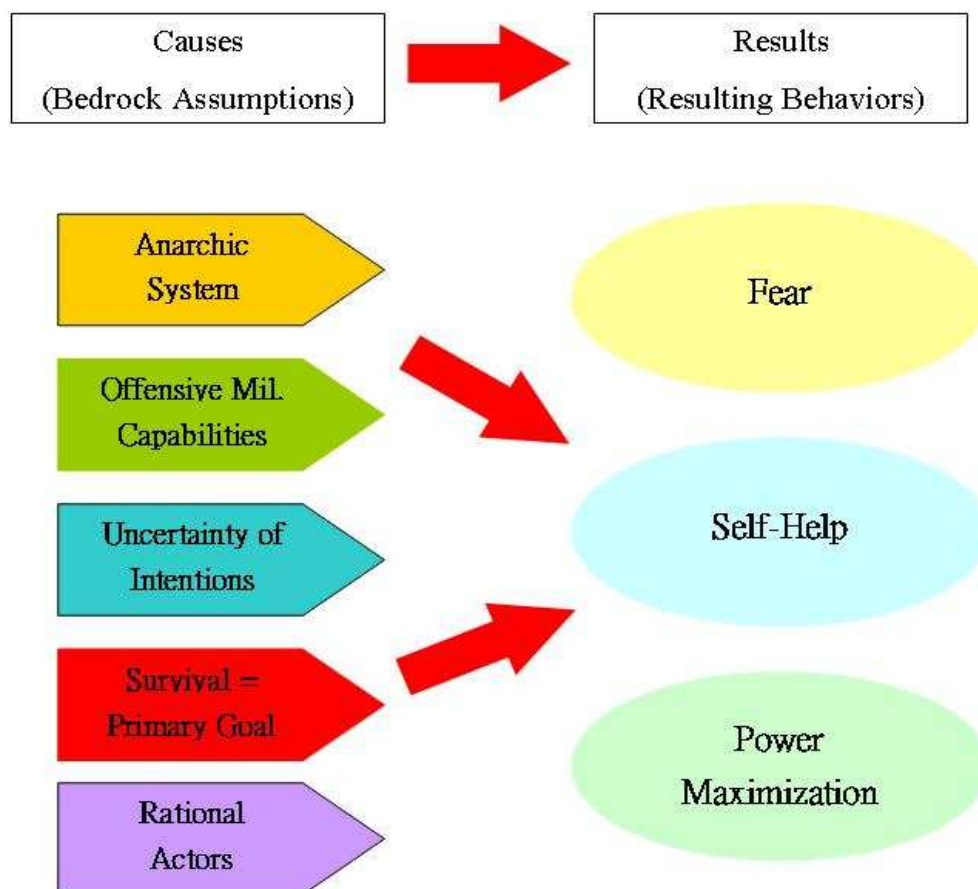 Causes
(Bedrock Assumptions)
Results
(Resulting Behaviors)
Anarchic
System
Offensive Mil.
Capabilities
Uncertainty of
Intentions
Survival =
Primary Goal
Rational
Actors
Fear
Self-Help
Power
Maximization